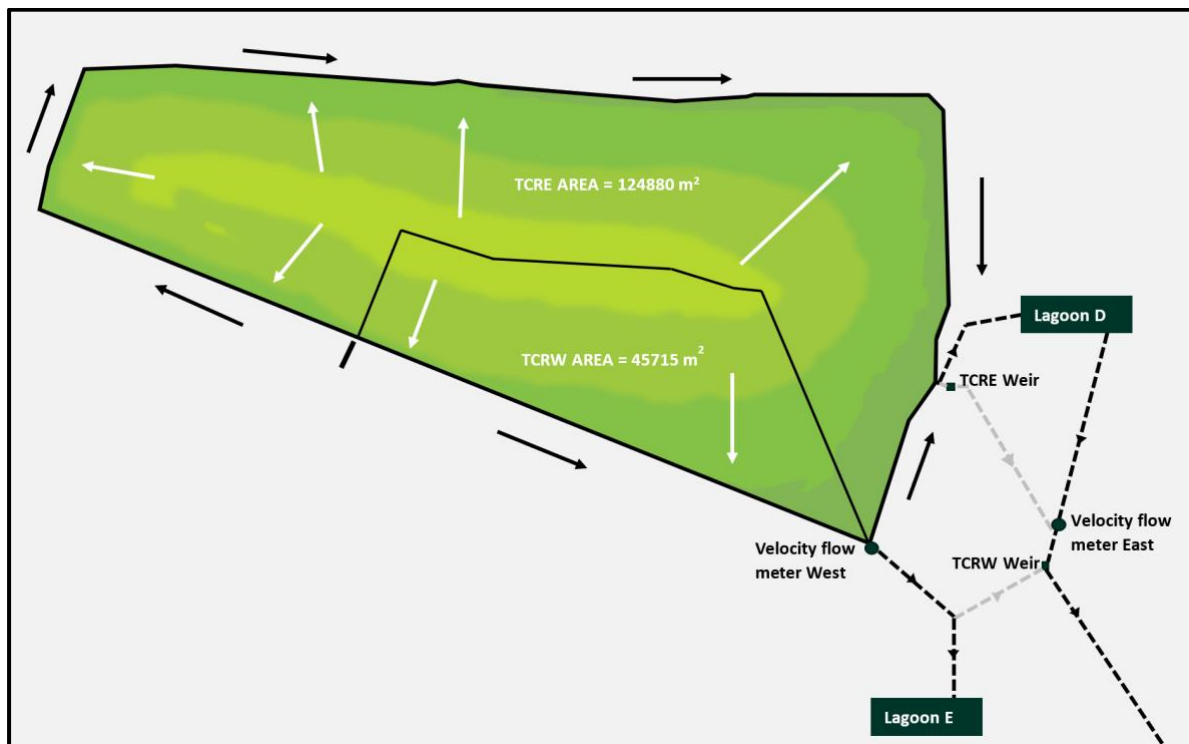 TCRE AREA = 124880 m²
TCRW AREA = 45715 m²
Lagoon D
TCRE Weir
Velocity flow
meter East
Velocity flow
meter West
TCRW Weir
Lagoon E